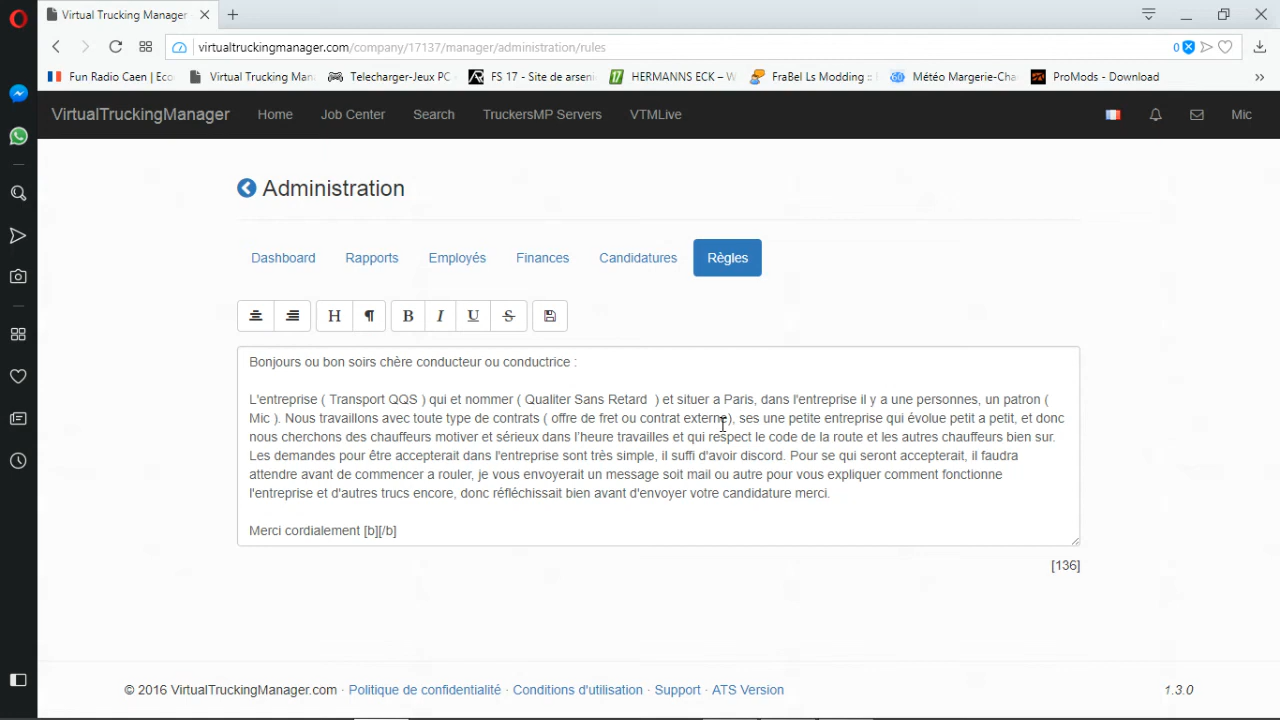 Virtual Trucking Manager
virtualtruckingmanager.com/company/17137/manager/administration/rules
0
Fun Radio Caen | Eco
Virtual Trucking Man
Telecharger-Jeux PC -
FS 17 - Site de arseni
HERMANNS ECK – W
FraBel Ls Modding ::
Météo Margerie-Cha
ProMods - Download
VirtualTruckingManager
Home
Job Center
Search
TruckersMP Servers
VTMLive
Mic
Administration
Dashboard
Rapports
Employés
Finances
Candidatures
Règles
H ¶ B I U S
Bonjours ou bon soirs chère conducteur ou conductrice :
L'entreprise ( Transport QQS ) qui et nommer ( Qualiter Sans Retard  ) et situer a Paris, dans l'entreprise il y a une personnes, un patron (
Mic ). Nous travaillons avec toute type de contrats ( offre de fret ou contrat externe), ses une petite entreprise qui évolue petit a petit, et donc
nous cherchons des chauffeurs motiver et sérieux dans l'heure travailles et qui respect le code de la route et les autres chauffeurs bien sur.
Les demandes pour être accepterait dans l'entreprise sont très simple, il suffi d'avoir discord. Pour se qui seront accepterait, il faudra
attendre avant de commencer a rouler, je vous envoyerait un message soit mail ou autre pour vous expliquer comment fonctionne
l'entreprise et d'autres trucs encore, donc réfléchissait bien avant d'envoyer votre candidature merci.
Merci cordialement [b][/b]
[136]
© 2016 VirtualTruckingManager.com · Politique de confidentialité · Conditions d'utilisation · Support · ATS Version
1.3.0